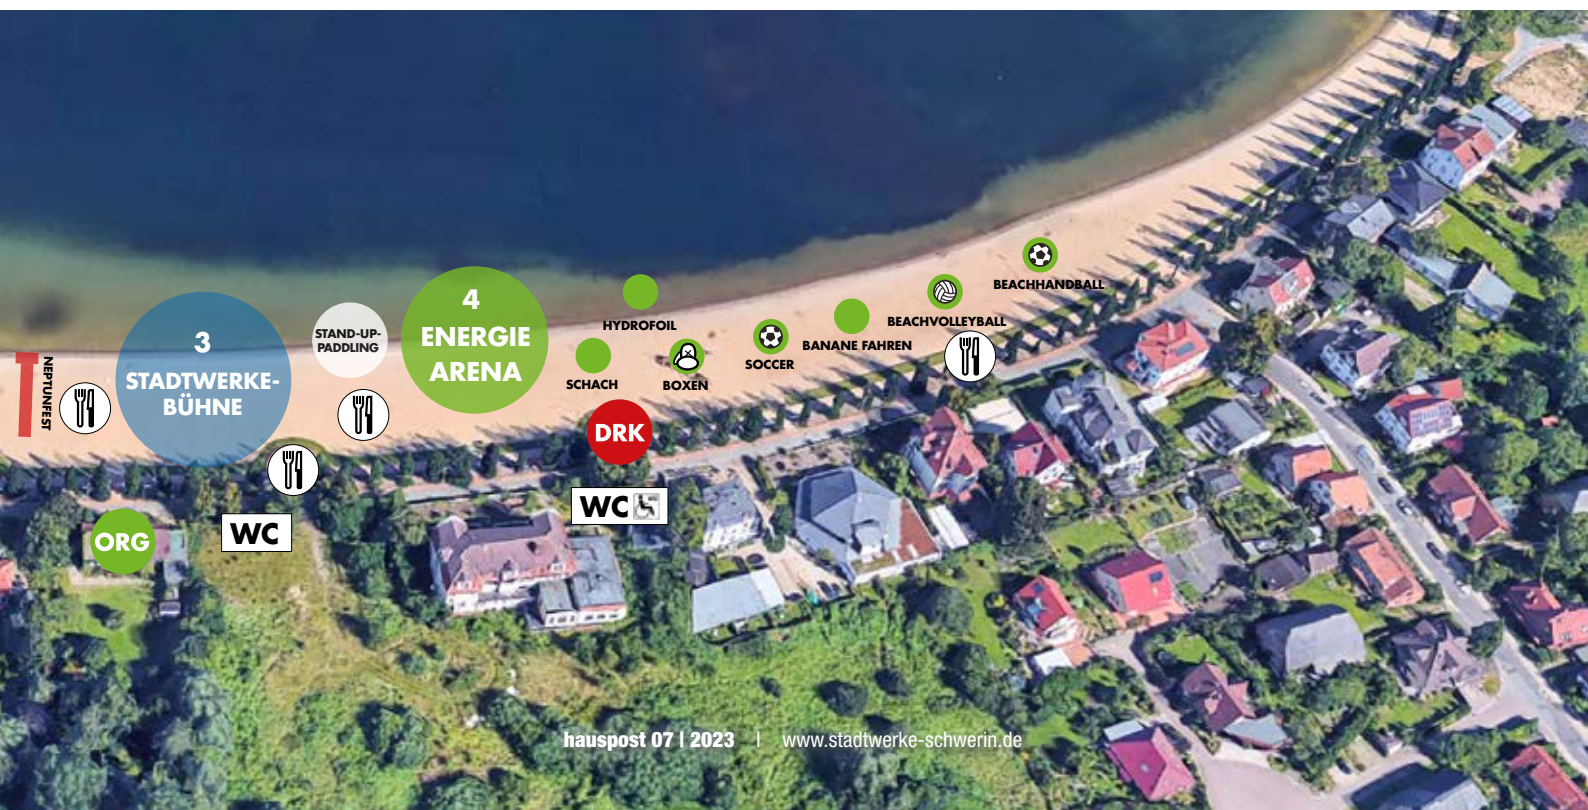 NEPTUNFEST
3
STADTWERKE-
BÜHNE
STAND-UP-
PADDLING
4
ENERGIE
ARENA
HYDROFOIL
SCHACH
BOXEN
SOCCER
BANANE FAHREN
BEACHVOLLEYBALL
BEACHHANDBALL
DRK
WC
ORG
WC
hauspost 07 | 2023 | www.stadtwerke-schwerin.de